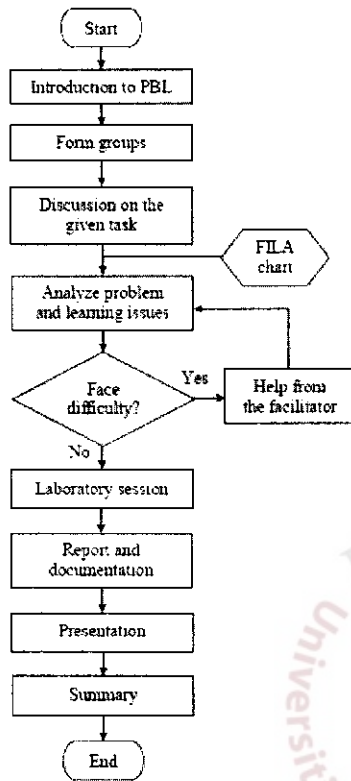 Start
Introduction to PBL
Form groups
Discussion on the
given task
FILA
chart
Analyze problem
and learning issues
Face
difficulty?
Yes
Help from
the facilitator
No
Laboratory session
Report and
documentation
Presentation
Summary
End
Universit